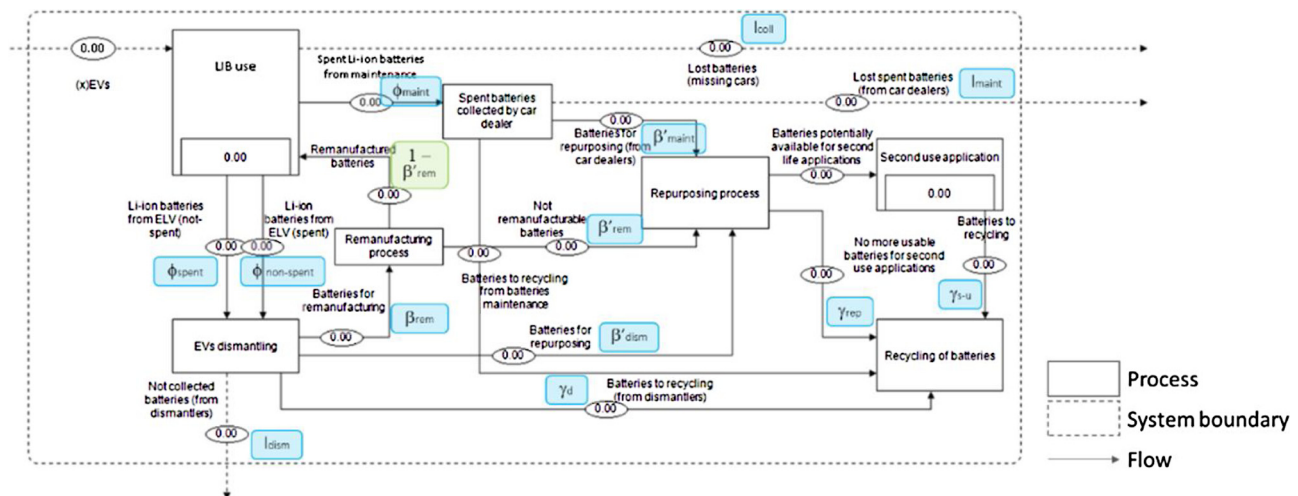 0.00
(x)EVs
LIB use
0.00
Spent Li-ion batteries
from maintenance
0.00
ϕmaint
Spent batteries
collected by car
dealer
lcoll
0.00
Lost batteries
(missing cars)
Lost spent batteries
(from car dealers)
lmaint
0.00
0.00
Batteries for
repurposing (from
car dealers)
β'maint
Batteries potentially
available for second
life applications
0.00
Second use application
0.00
Remanufactured
batteries
1 –
β'rem
0.00
Repurposing process
Li-ion batteries
from ELV (not-
spent)
0.00
ϕspent
Li-ion
batteries from
ELV (spent)
0.00
ϕnon-spent
Remanufacturing
process
Not
remanufacturable
batteries
0.00
β'rem
0.00
Batteries to recycling
from batteries
maintenance
No more usable
batteries for second
use applications
0.00
γrep
Batteries to
recycling
0.00
γs-u
Batteries for
remanufacturing
0.00
βrem
EVs dismantling
Batteries for
repurposing
0.00
β'dism
Recycling of batteries
Not collected
batteries (from
dismantlers)
0.00
ldism
γd
Batteries to recycling
(from dismantlers)
0.00
Process
System boundary
Flow